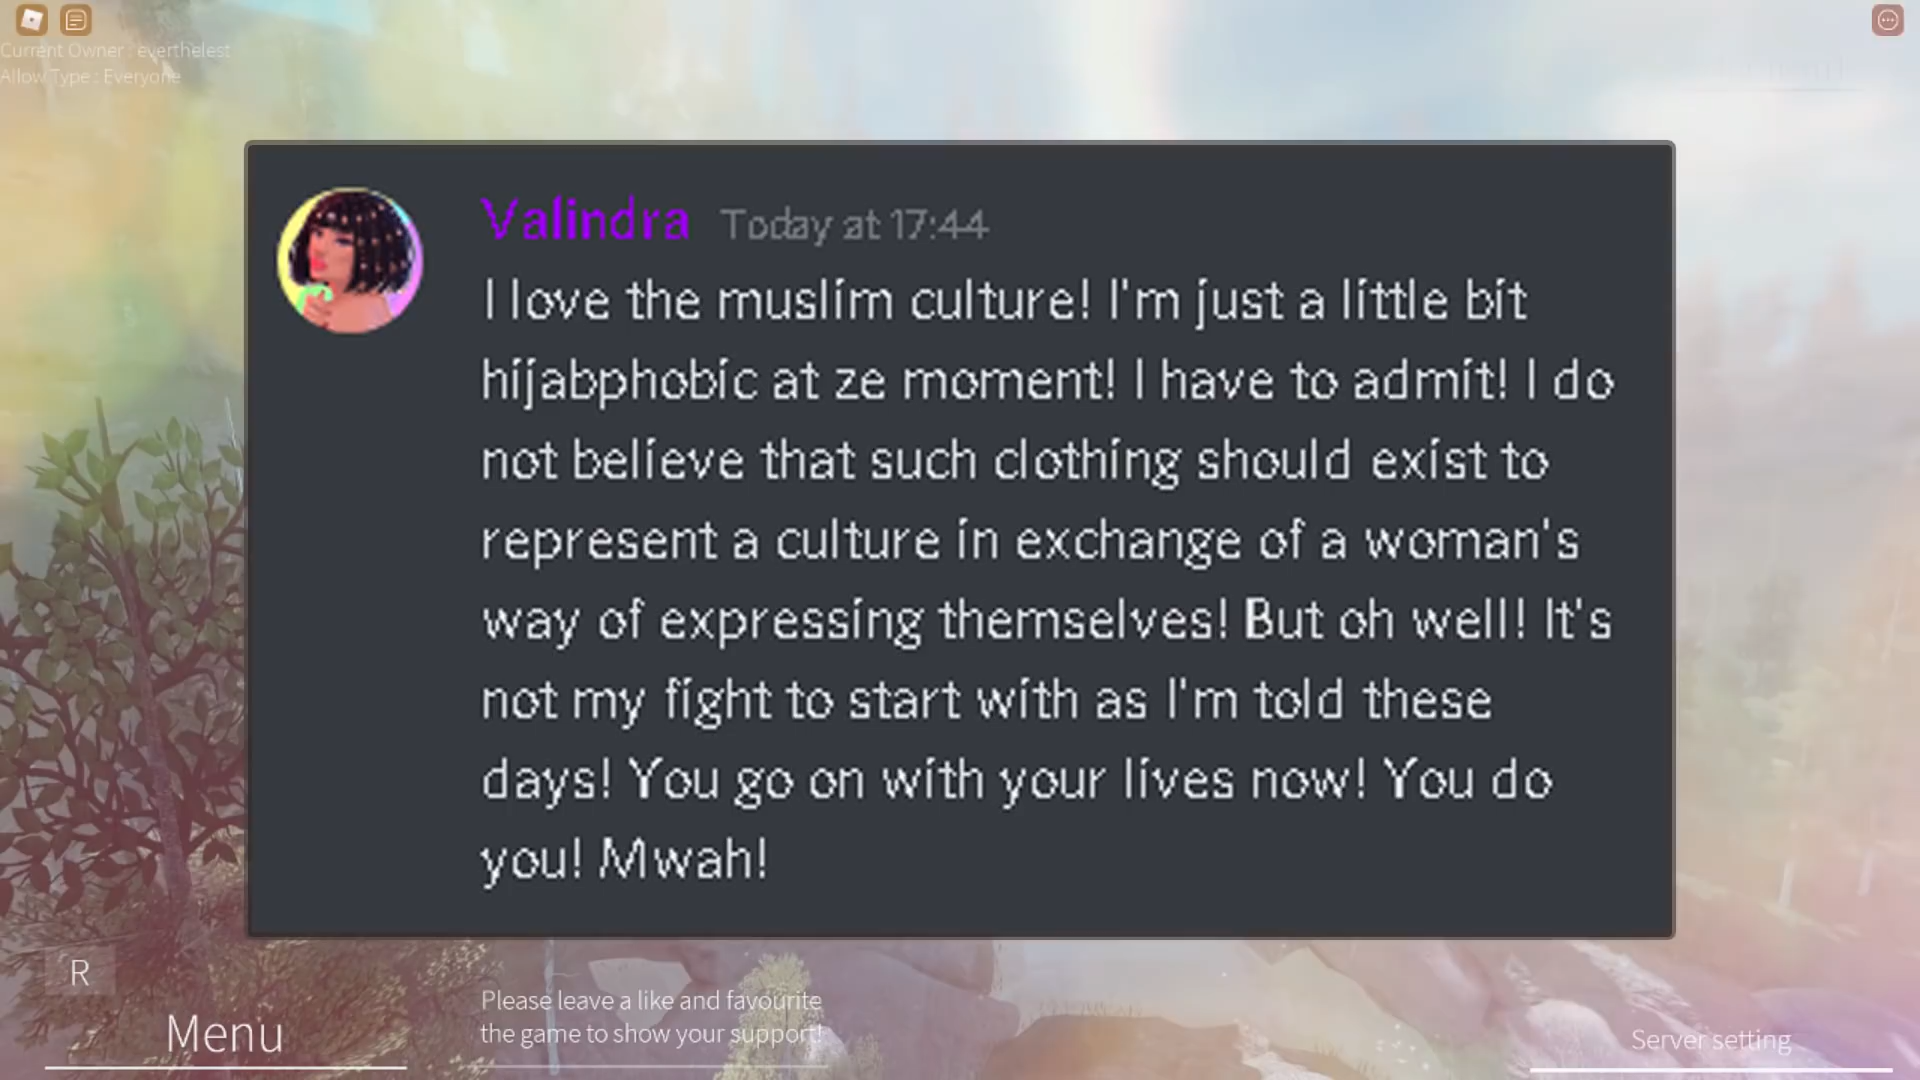 Current Owner : everthelest
Allow Type : Everyone
Valindra Today at 17:44
I love the muslim culture! I'm just a little bit
hijabphobic at ze moment! I have to admit! I do
not believe that such clothing should exist to
represent a culture in exchange of a woman's
way of expressing themselves! But oh well! It's
not my fight to start with as I'm told these
days! You go on with your lives now! You do
you! Mwah!
R
Menu
Please leave a like and favourite
the game to show your support!
Server setting